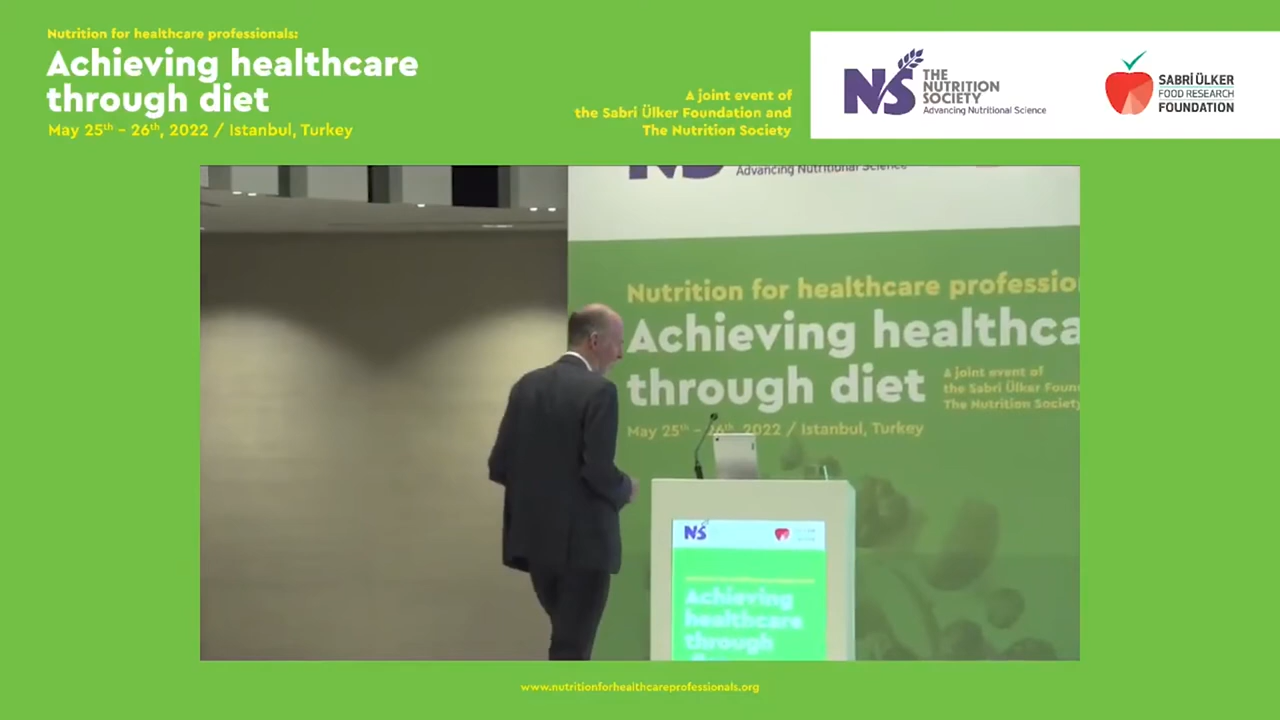 Nutrition for healthcare professionals:
Achieving healthcare
through diet
May 25th - 26th, 2022 / Istanbul, Turkey
A joint event of
the Sabri Ülker Foundation and
The Nutrition Society
NS THE
NUTRITION
SOCIETY
Advancing Nutritional Science
SABRİ ÜLKER
FOOD RESEARCH
FOUNDATION
NS
Advancing Nutritional Science
Nutrition for healthcare professio
Achieving healthca
through diet
A joint event of
the Sabri Ülker Foun
The Nutrition Society
May 25th - 26th, 2022 / Istanbul, Turkey
NS
Achieving
healthcare
through
www.nutritionforhealthcareprofessionals.org